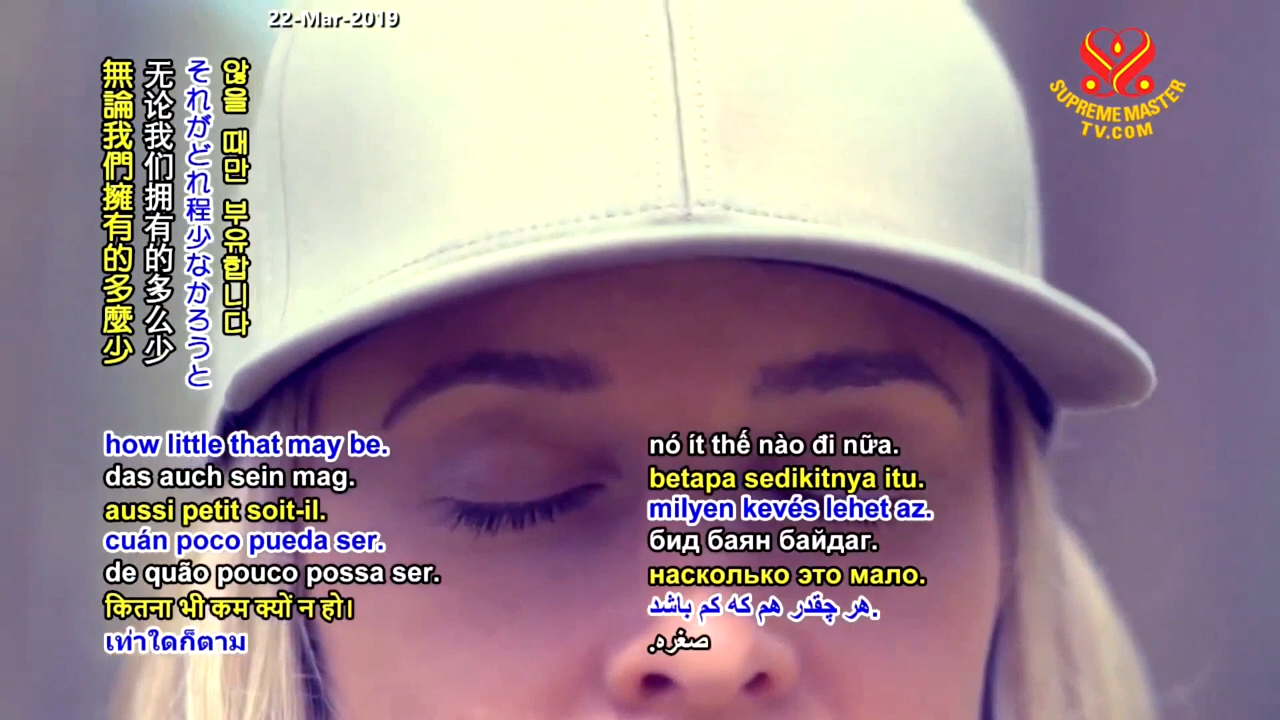 22-Mar-2019
SUPREME MASTER
TV.COM
않을 때만 부유합니다
それがどれ程少なかろうと
无论我们拥有的多么少
無論我們擁有的多麼少
how little that may be.
das auch sein mag.
aussi petit soit-il.
cuán poco pueda ser.
de quão pouco possa ser.
कितना भी कम क्यों न हो।
เท่าใดก็ตาม
nó ít thế nào đi nữa.
betapa sedikitnya itu.
milyen kevés lehet az.
бид баян байдаг.
насколько это мало.
هر چقدر هم که کم باشد.
صغره.